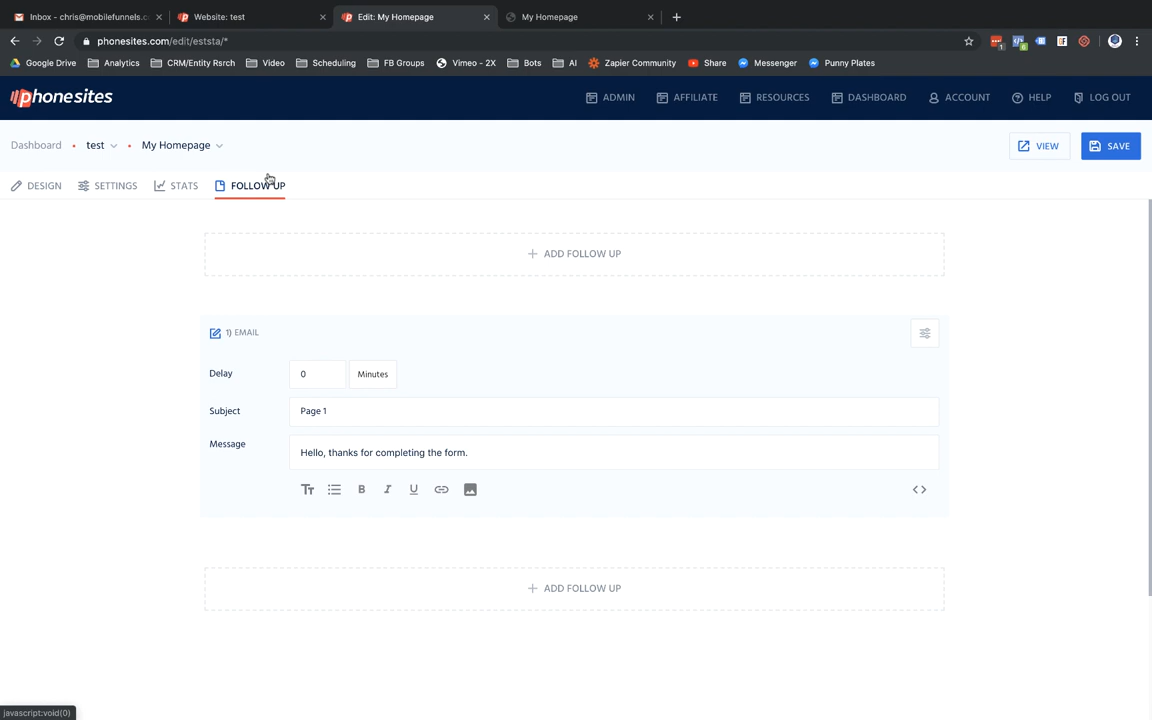 Inbox - chris@mobilefunnels.c
Website: test
Edit: My Homepage
My Homepage
phonesites.com/edit/eststa/*
1
6
Google Drive
Analytics
CRM/Entity Rsrch
Video
Scheduling
FB Groups
Vimeo - 2X
Bots
AI
Zapier Community
Share
Messenger
Punny Plates
phonesites
ADMIN
AFFILIATE
RESOURCES
DASHBOARD
ACCOUNT
HELP
LOG OUT
Dashboard • test • My Homepage
VIEW
SAVE
DESIGN
SETTINGS
STATS
FOLLOW UP
+ ADD FOLLOW UP
1) EMAIL
Delay
0
Minutes
Subject
Page 1
Message
Hello, thanks for completing the form.
+ ADD FOLLOW UP
javascript:void(0)